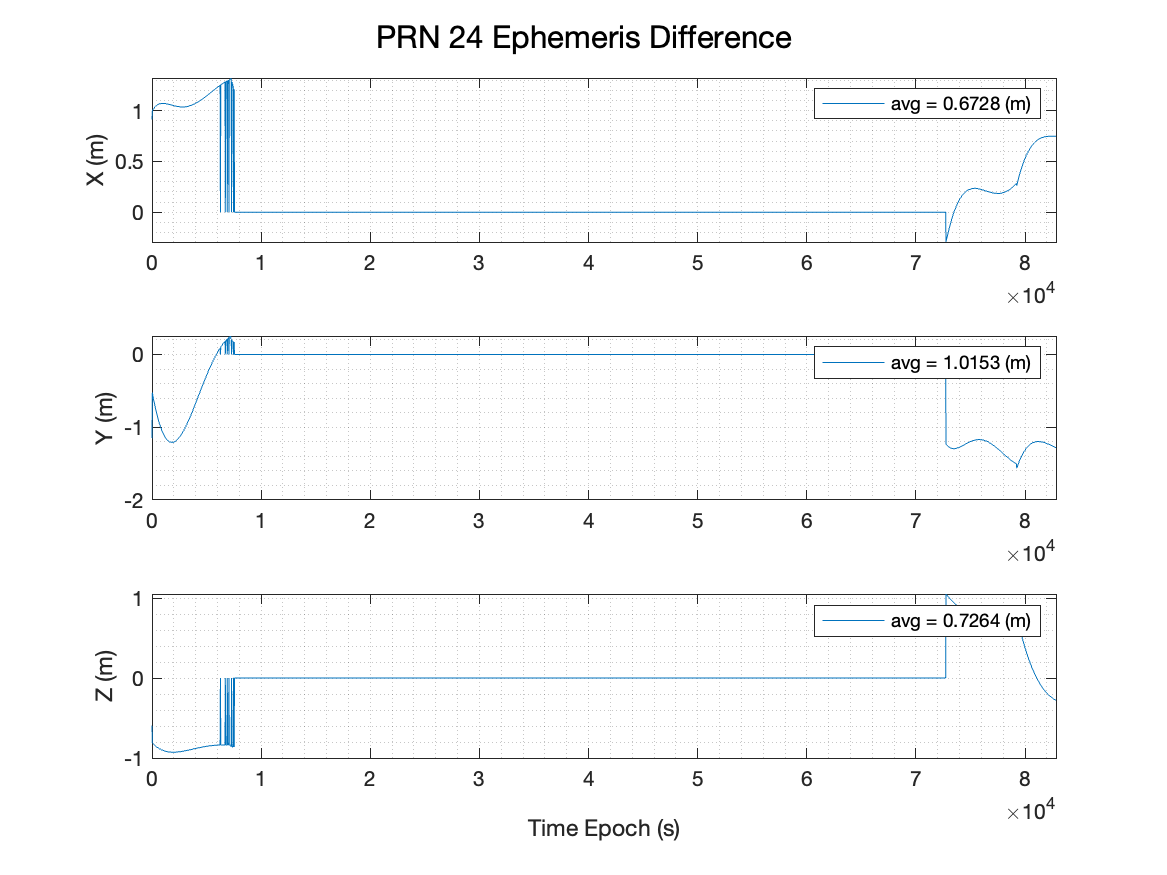 PRN 24 Ephemeris Difference
avg = 0.6728 (m)
X (m)
1
0.5
0
0 1 2 3 4 5 6 7 8
×10^4
avg = 1.0153 (m)
Y (m)
0
-1
-2
0 1 2 3 4 5 6 7 8
×10^4
avg = 0.7264 (m)
Z (m)
1
0
-1
0 1 2 3 4 5 6 7 8
×10^4
Time Epoch (s)